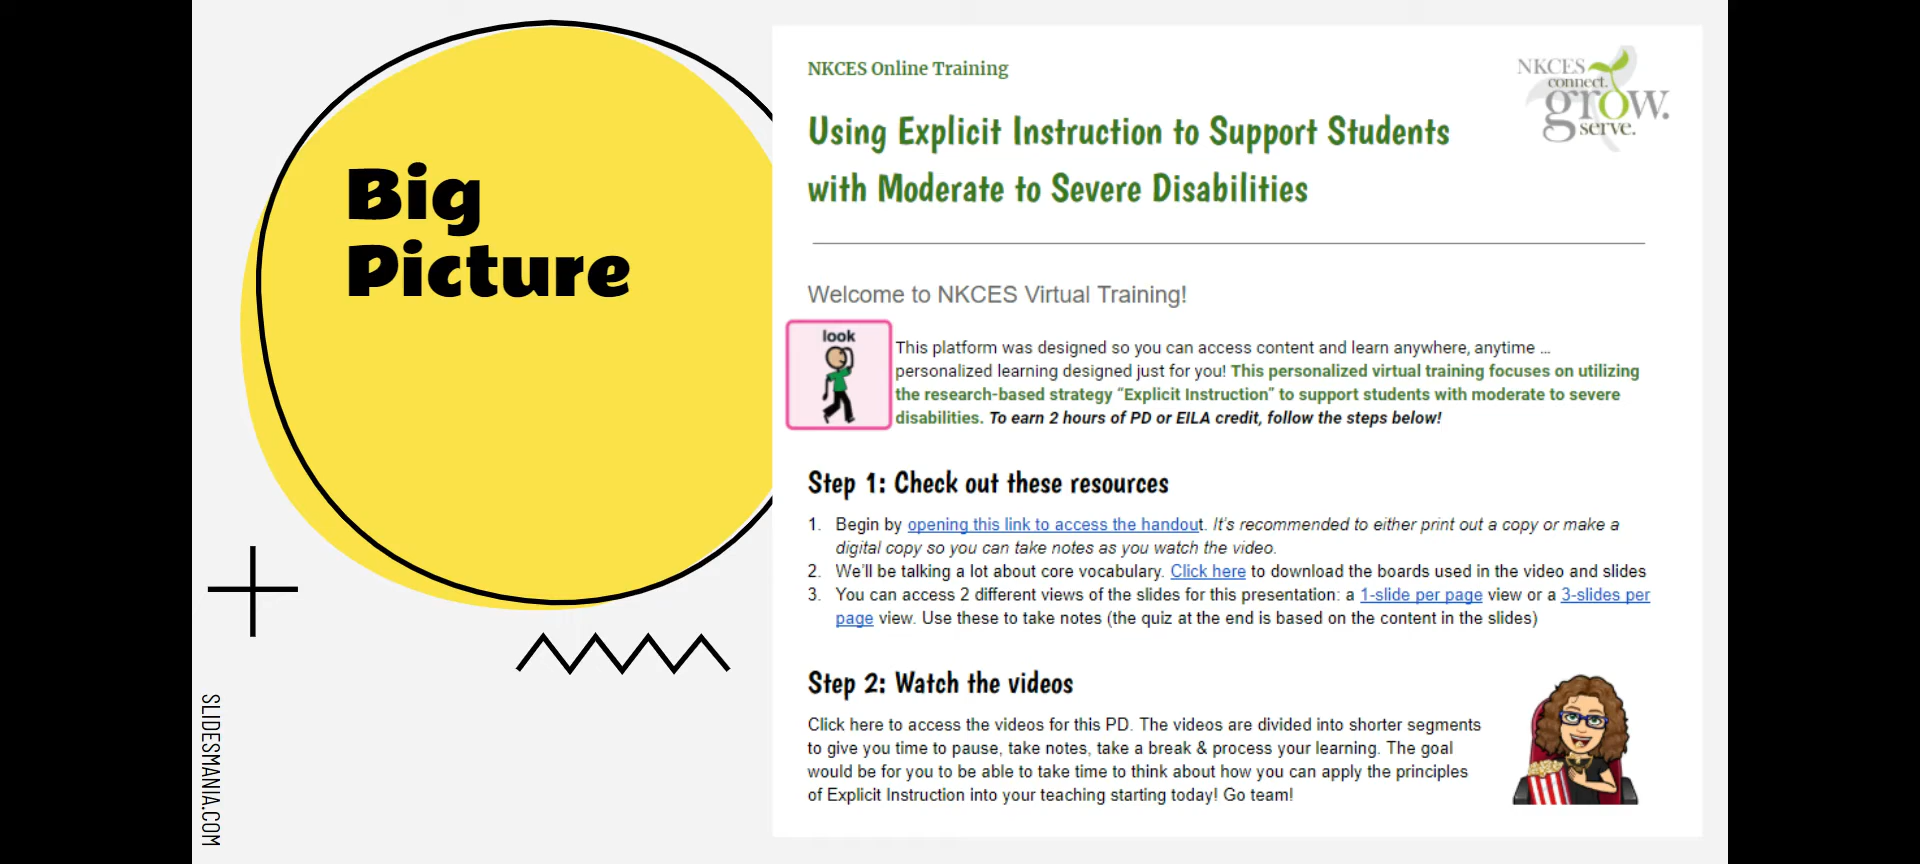 Big
Picture
SLIDESMANIA.COM
NKCES Online Training
NKCES
connect.
grow.
serve.
Using Explicit Instruction to Support Students
with Moderate to Severe Disabilities
Welcome to NKCES Virtual Training!
look
This platform was designed so you can access content and learn anywhere, anytime ...
personalized learning designed just for you! This personalized virtual training focuses on utilizing
the research-based strategy “Explicit Instruction” to support students with moderate to severe
disabilities. To earn 2 hours of PD or EILA credit, follow the steps below!
Step 1: Check out these resources
1. Begin by opening this link to access the handout. It's recommended to either print out a copy or make a
digital copy so you can take notes as you watch the video.
2. We'll be talking a lot about core vocabulary. Click here to download the boards used in the video and slides
3. You can access 2 different views of the slides for this presentation: a 1-slide per page view or a 3-slides per
page view. Use these to take notes (the quiz at the end is based on the content in the slides)
Step 2: Watch the videos
Click here to access the videos for this PD. The videos are divided into shorter segments
to give you time to pause, take notes, take a break & process your learning. The goal
would be for you to be able to take time to think about how you can apply the principles
of Explicit Instruction into your teaching starting today! Go team!